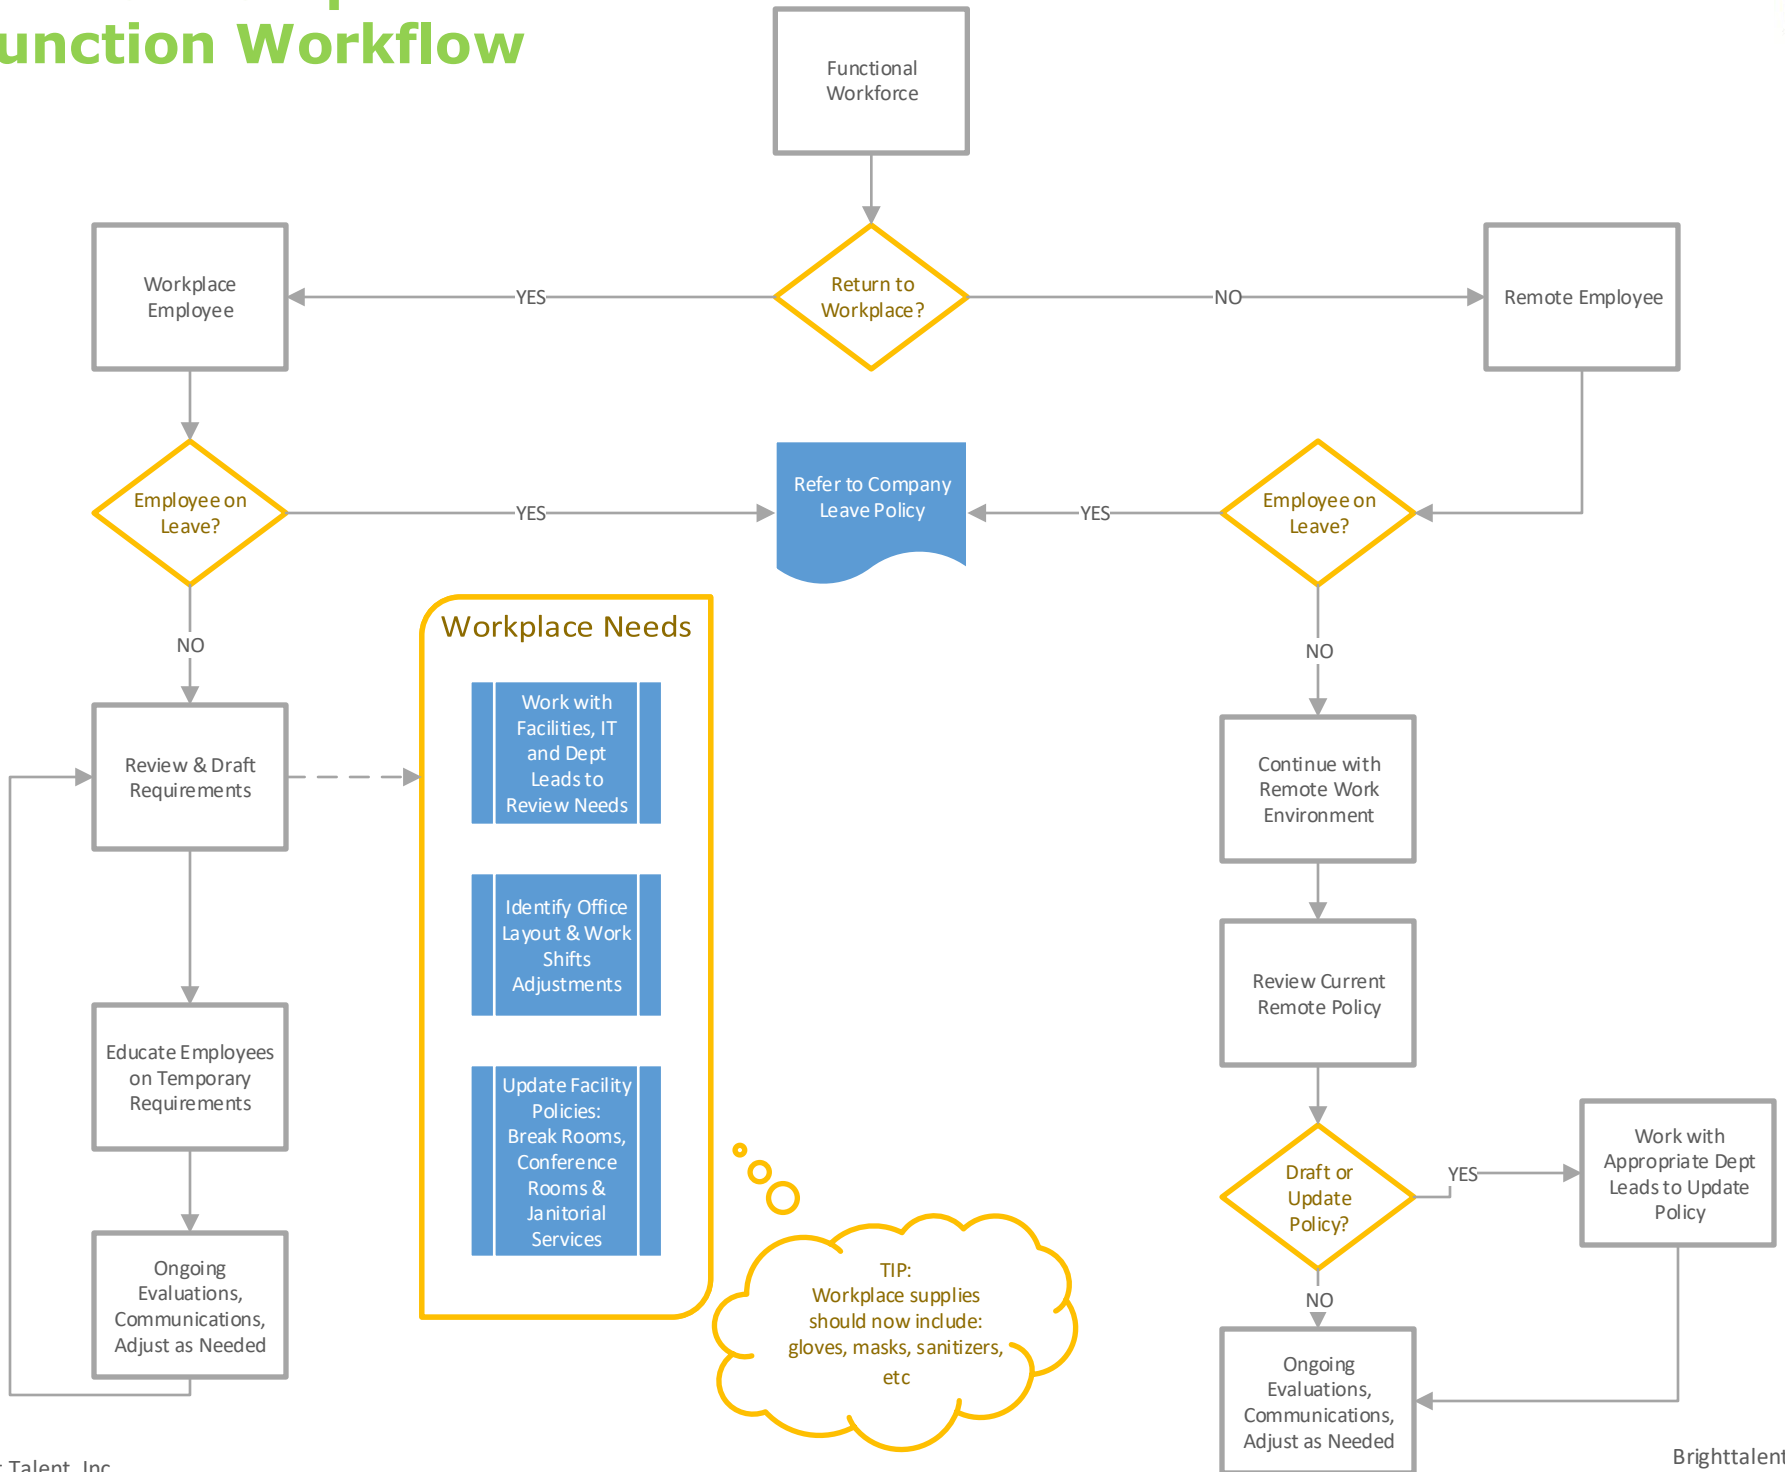 unction Workflow
Functional
Workforce
Workplace
Employee
YES
Return to
Workplace?
NO
Remote Employee
Employee on
Leave?
YES
Refer to Company
Leave Policy
YES
Employee on
Leave?
NO
Workplace Needs
NO
Review & Draft
Requirements
Work with
Facilities, IT
and Dept
Leads to
Review Needs
Continue with
Remote Work
Environment
Identify Office
Layout & Work
Shifts
Adjustments
Review Current
Remote Policy
Educate Employees
on Temporary
Requirements
Update Facility
Policies:
Break Rooms,
Conference
Rooms &
Janitorial
Services
Draft or
Update
Policy?
YES
Work with
Appropriate Dept
Leads to Update
Policy
NO
Ongoing
Evaluations,
Communications,
Adjust as Needed
TIP:
Workplace supplies
should now include:
gloves, masks, sanitizers,
etc
Ongoing
Evaluations,
Communications,
Adjust as Needed
Talent, Inc
Brighttalent